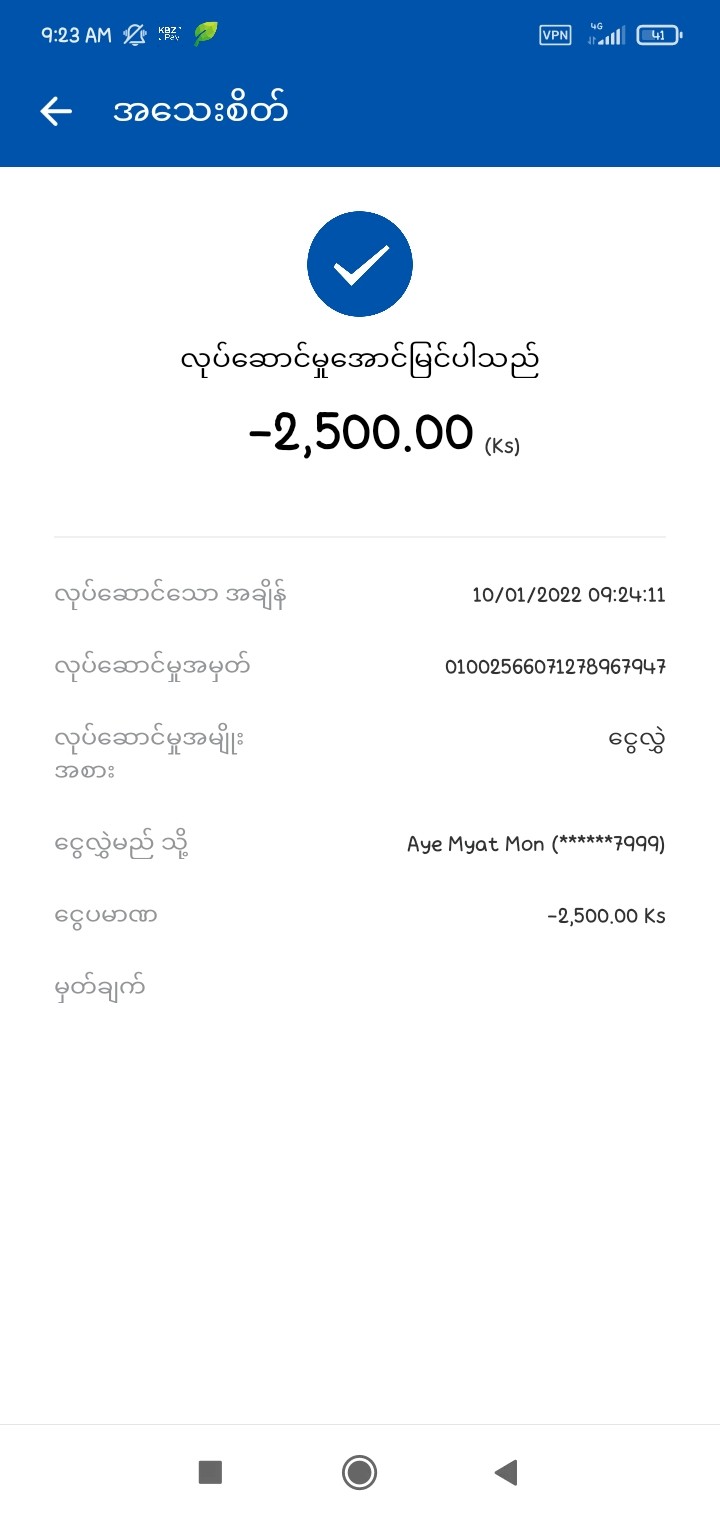 9:23 AM KBZ Pay VPN 4G 41
အသေးစိတ်
လုပ်ဆောင်မှုအောင်မြင်ပါသည်
-2,500.00 (Ks)
လုပ်ဆောင်သော အချိန် 10/01/2022 09:24:11
လုပ်ဆောင်မှုအမှတ် 01002566071278967947
လုပ်ဆောင်မှုအမျိုး ငွေလွှဲ
အစား
ငွေလွှဲမည် သို့ Aye Myat Mon (******7999)
ငွေပမာဏ -2,500.00 Ks
မှတ်ချက်